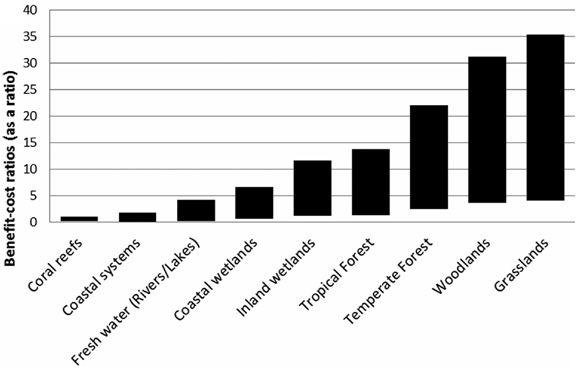 Benefit-cost ratios (as a ratio)
40
35
30
25
20
15
10
5
0
Coral reefs
Coastal systems
Fresh water (Rivers/Lakes)
Coastal wetlands
Inland wetlands
Tropical Forest
Temperate Forest
Woodlands
Grasslands